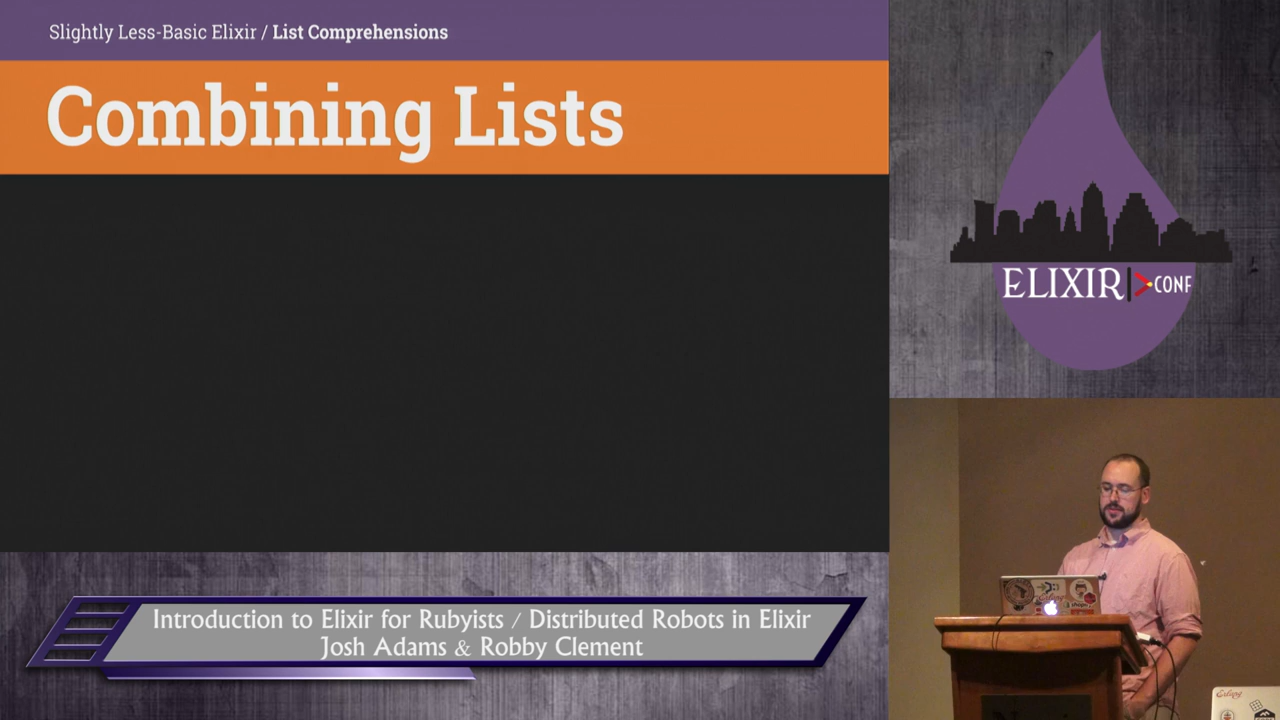 Slightly Less-Basic Elixir / List Comprehensions
Combining Lists
ELIXIR|>CONF
Introduction to Elixir for Rubyists / Distributed Robots in Elixir
Josh Adams & Robby Clement
Erlang